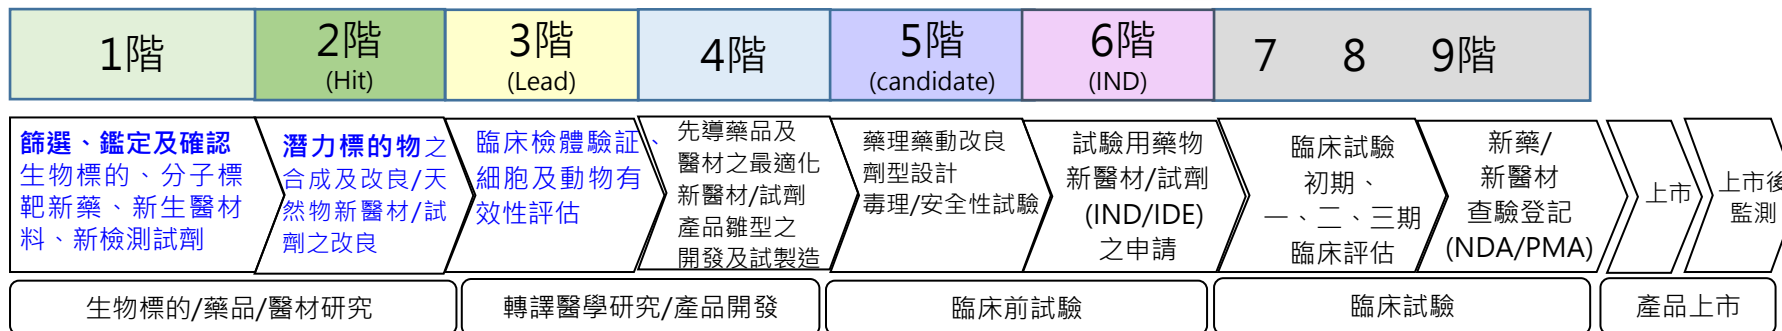 1階
2階
(Hit)
3階
(Lead)
4階
5階
(candidate)
6階
(IND)
7 8 9階
篩選、鑑定及確認
生物標的、分子標
靶新藥、新生醫材
料、新檢測試劑
潛力標的物之
合成及改良/天
然物新醫材/試
劑之改良
臨床檢體驗証、
細胞及動物有
效性評估
先導藥品及
醫材之最適化
新醫材/試劑
產品雛型之
開發及試製造
藥理藥動改良
劑型設計
毒理/安全性試驗
試驗用藥物
新醫材/試劑
(IND/IDE)
之申請
臨床試驗
初期、
一、二、三期
臨床評估
新藥/
新醫材
查驗登記
(NDA/PMA)
上市
上市後
監測
生物標的/藥品/醫材研究
轉譯醫學研究/產品開發
臨床前試驗
臨床試驗
產品上市